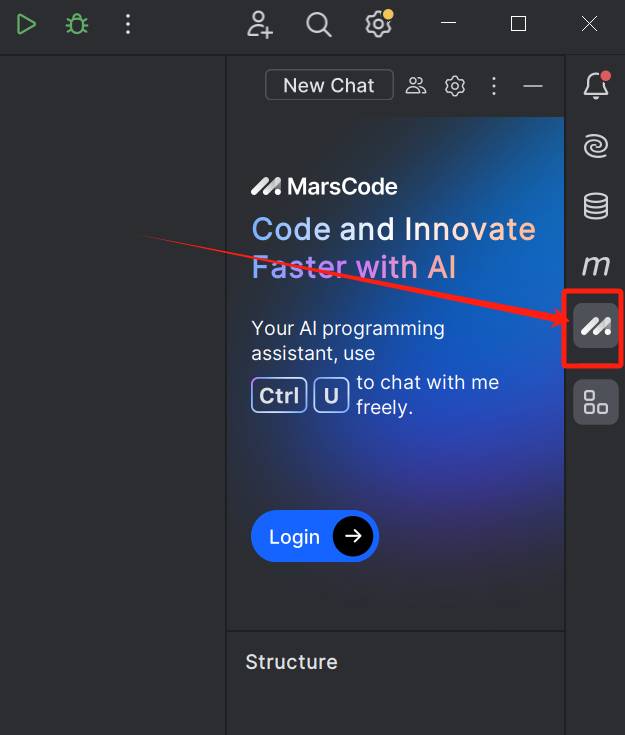 New Chat
MarsCode
Code and Innovate
Faster with AI
Your AI programming
assistant, use
Ctrl U to chat with me
freely.
Login
Structure
m